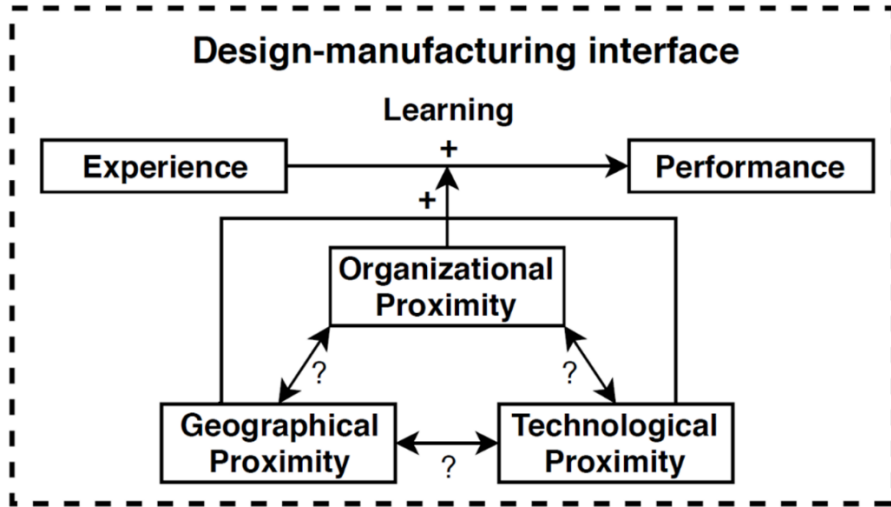 Design-manufacturing interface
Learning
+
Experience
Performance
+
Organizational
Proximity
?
?
Geographical
Proximity
?
Technological
Proximity